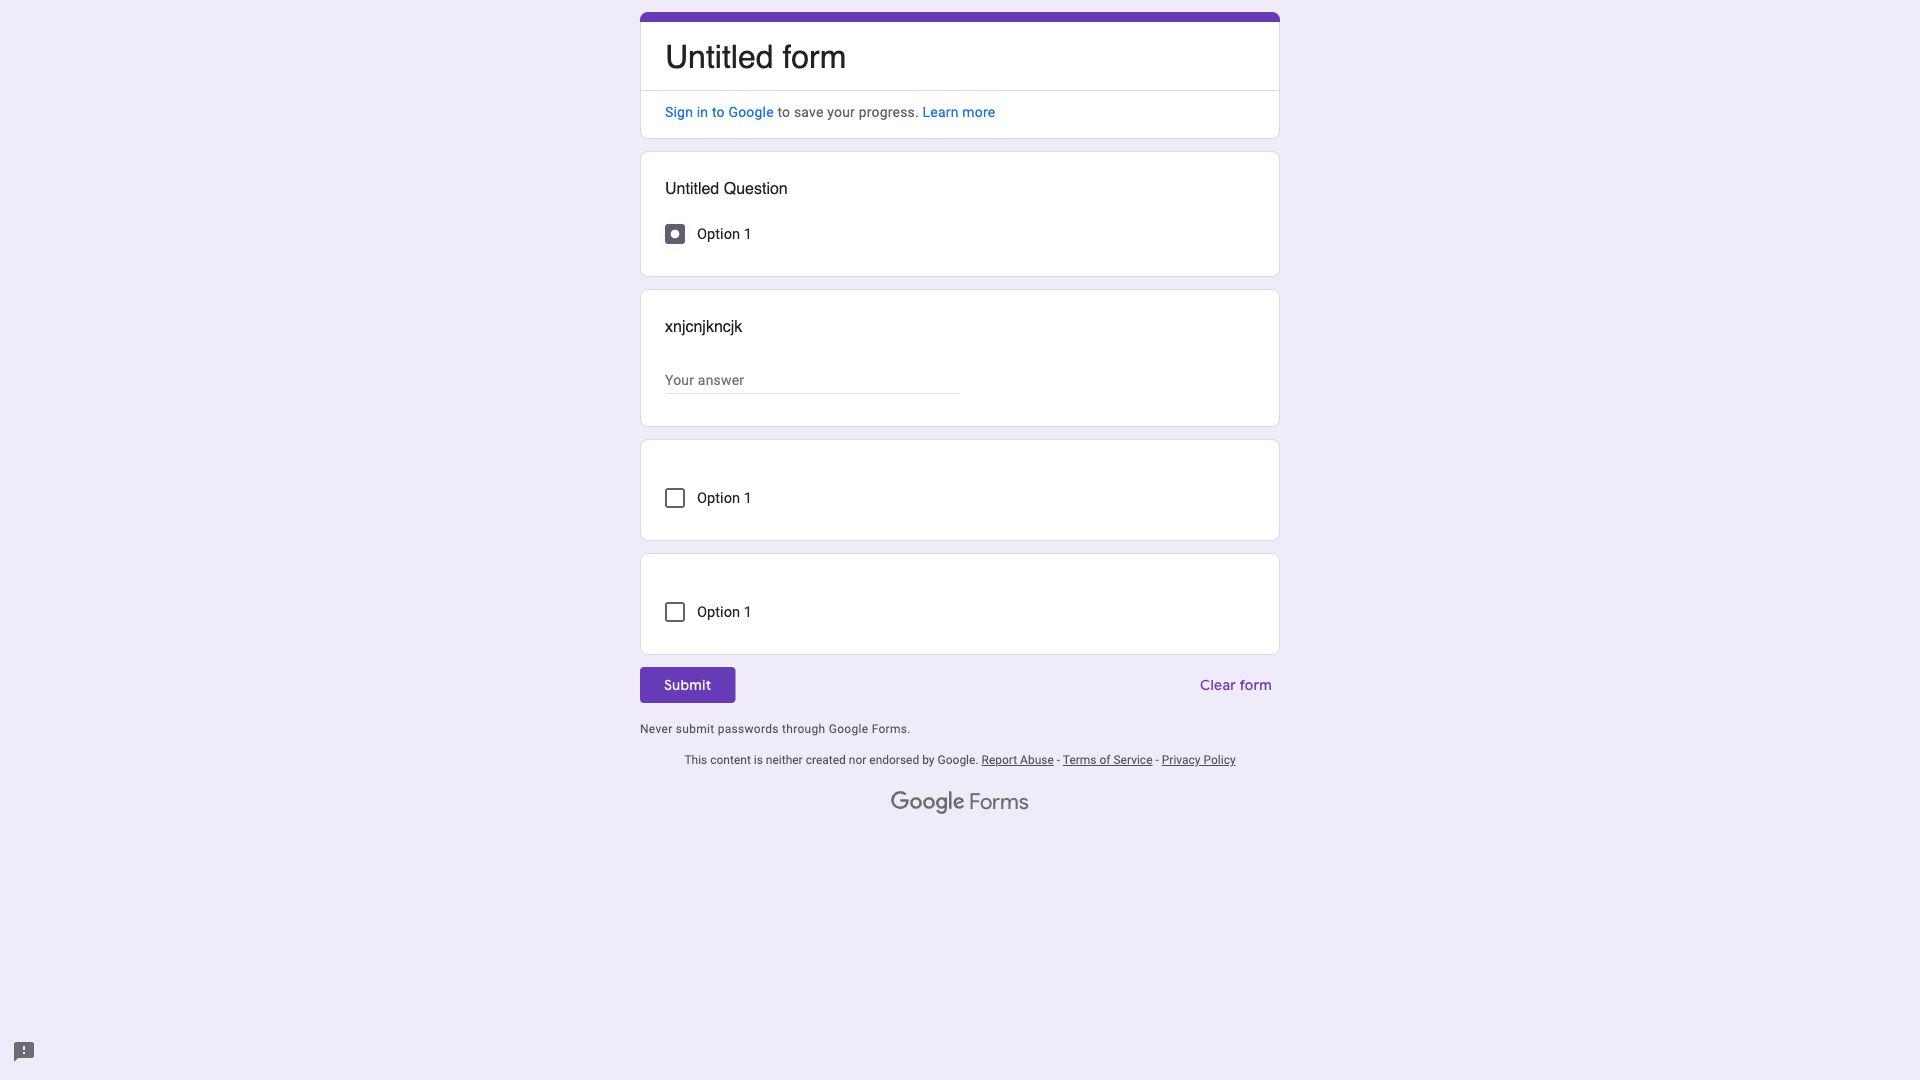 Untitled form
Sign in to Google to save your progress. Learn more
Untitled Question
Option 1
xnjcnjkncjk
Your answer
Option 1
Option 1
Submit
Clear form
Never submit passwords through Google Forms.
This content is neither created nor endorsed by Google. Report Abuse - Terms of Service - Privacy Policy
Google Forms